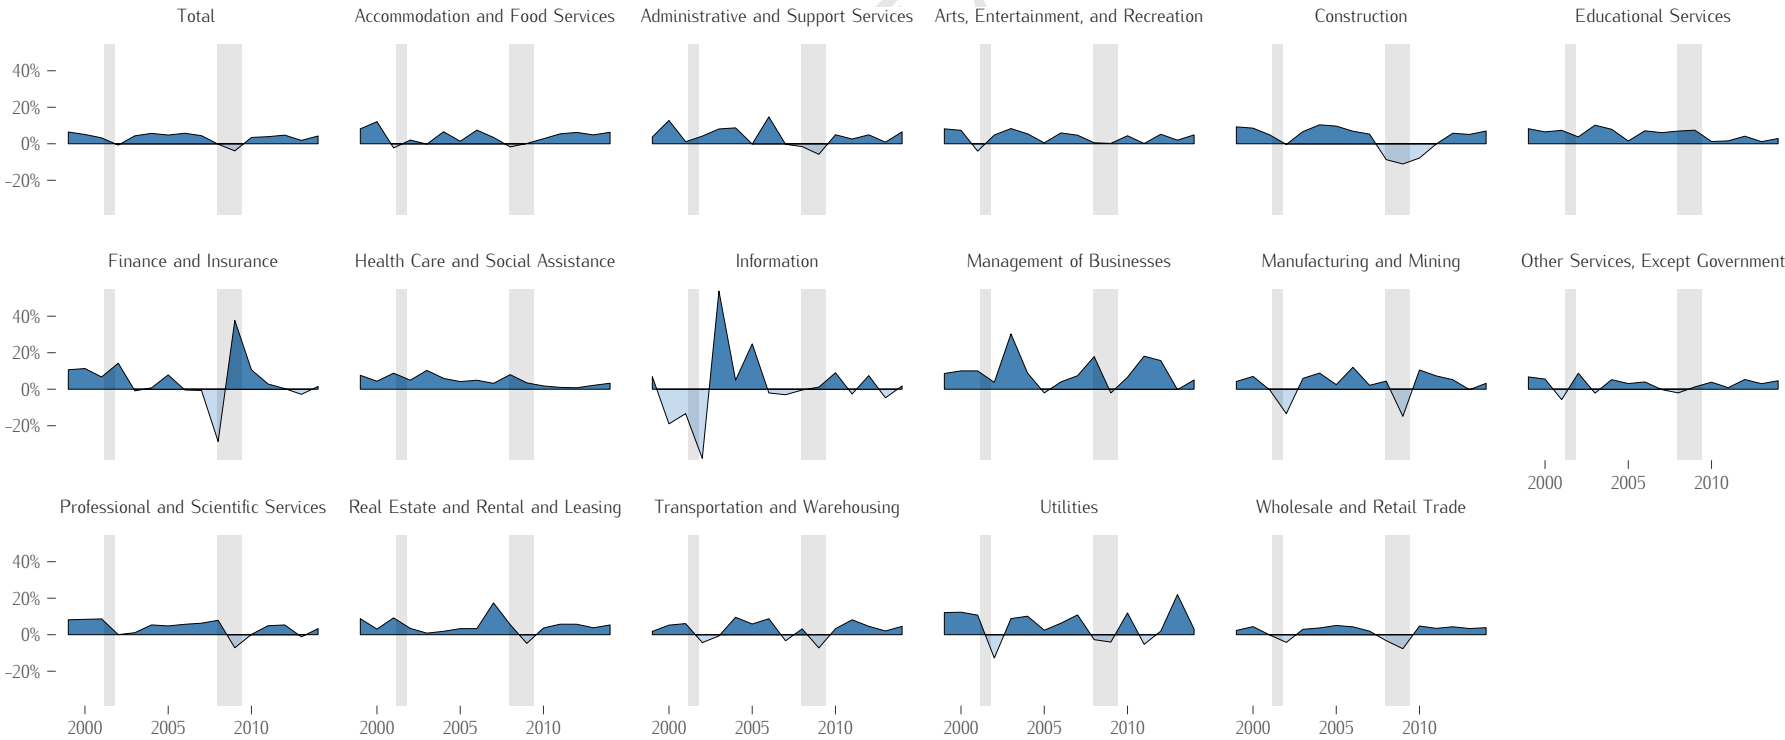 Total
Accommodation and Food Services
Administrative and Support Services
Arts, Entertainment, and Recreation
Construction
Educational Services
40%
20%
0%
−20%
Finance and Insurance
Health Care and Social Assistance
Information
Management of Businesses
Manufacturing and Mining
Other Services, Except Government
40%
20%
0%
−20%
2000 2005 2010
Professional and Scientific Services
Real Estate and Rental and Leasing
Transportation and Warehousing
Utilities
Wholesale and Retail Trade
40%
20%
0%
−20%
2000 2005 2010
2000 2005 2010
2000 2005 2010
2000 2005 2010
2000 2005 2010